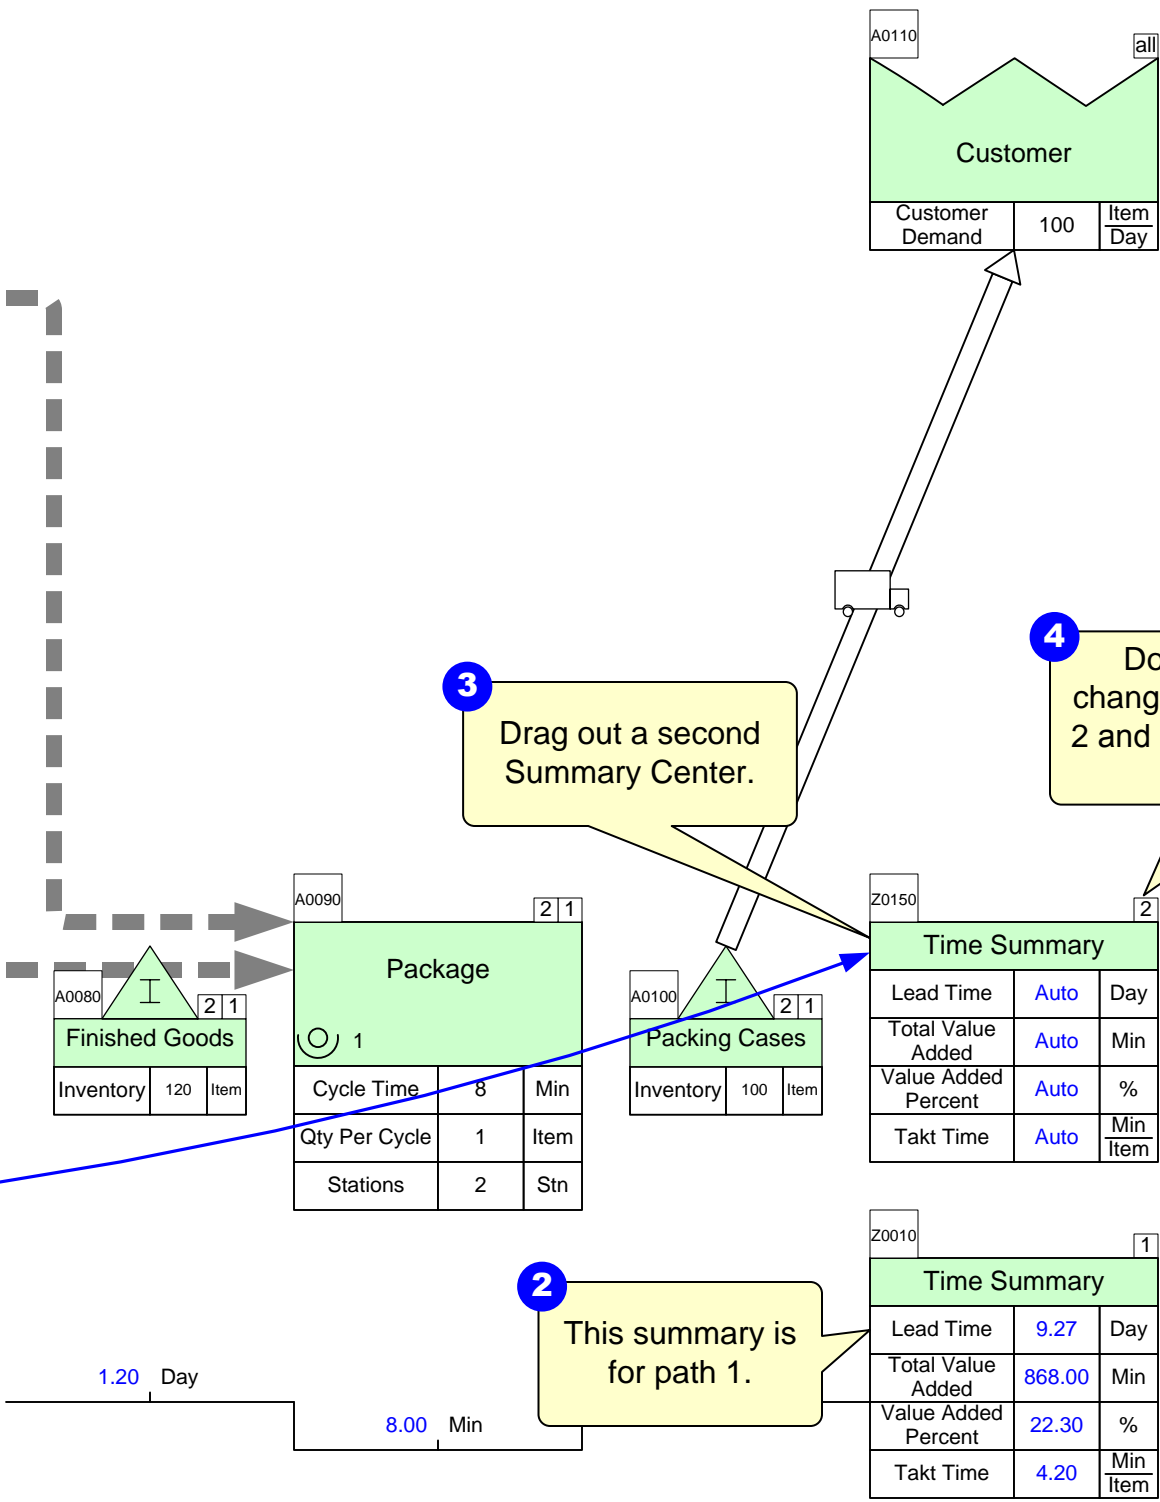 A0110
all
Customer
Customer
Demand
100
Item
Day
4
Do
chang
2 and
3
Drag out a second
Summary Center.
A0090
2 1
Package
1
Cycle Time 8 Min
Qty Per Cycle 1 Item
Stations 2 Stn
A0080
2 1
Finished Goods
Inventory 120 Item
A0100
2 1
Packing Cases
Inventory 100 Item
Z0150
2
Time Summary
Lead Time Auto Day
Total Value
Added
Auto Min
Value Added
Percent
Auto %
Takt Time Auto
Min
Item
Z0010
1
Time Summary
Lead Time 9.27 Day
Total Value
Added
868.00 Min
Value Added
Percent
22.30 %
Takt Time 4.20
Min
Item
2
This summary is
for path 1.
1.20 Day
8.00 Min